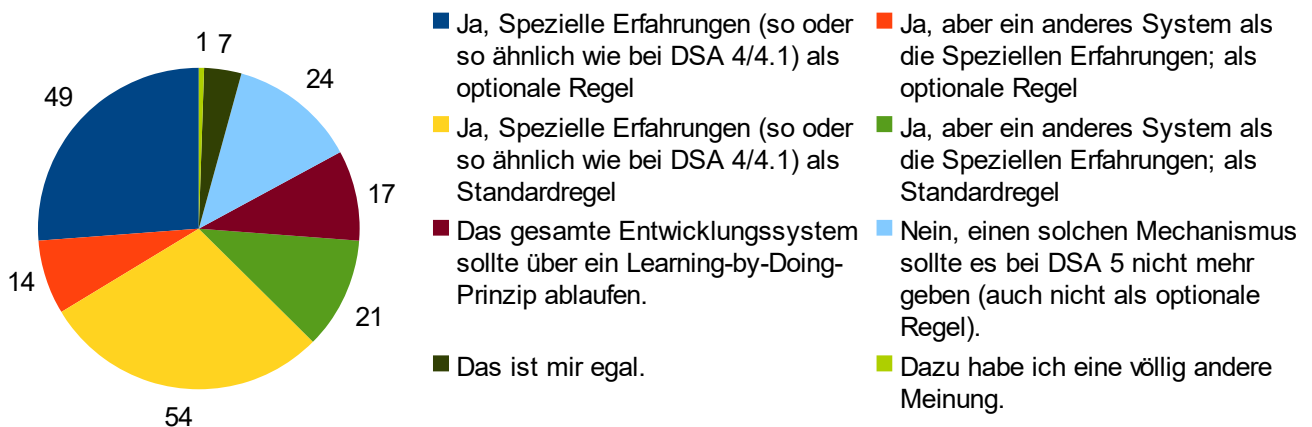 1 7
24
49
17
14
21
54
Ja, Spezielle Erfahrungen (so oder
so ähnlich wie bei DSA 4/4.1) als
optionale Regel
Ja, aber ein anderes System als
die Speziellen Erfahrungen; als
optionale Regel
Ja, Spezielle Erfahrungen (so oder
so ähnlich wie bei DSA 4/4.1) als
Standardregel
Ja, aber ein anderes System als
die Speziellen Erfahrungen; als
Standardregel
Das gesamte Entwicklungssystem
sollte über ein Learning-by-Doing-
Prinzip ablaufen.
Nein, einen solchen Mechanismus
sollte es bei DSA 5 nicht mehr
geben (auch nicht als optionale
Regel).
Das ist mir egal.
Dazu habe ich eine völlig andere
Meinung.